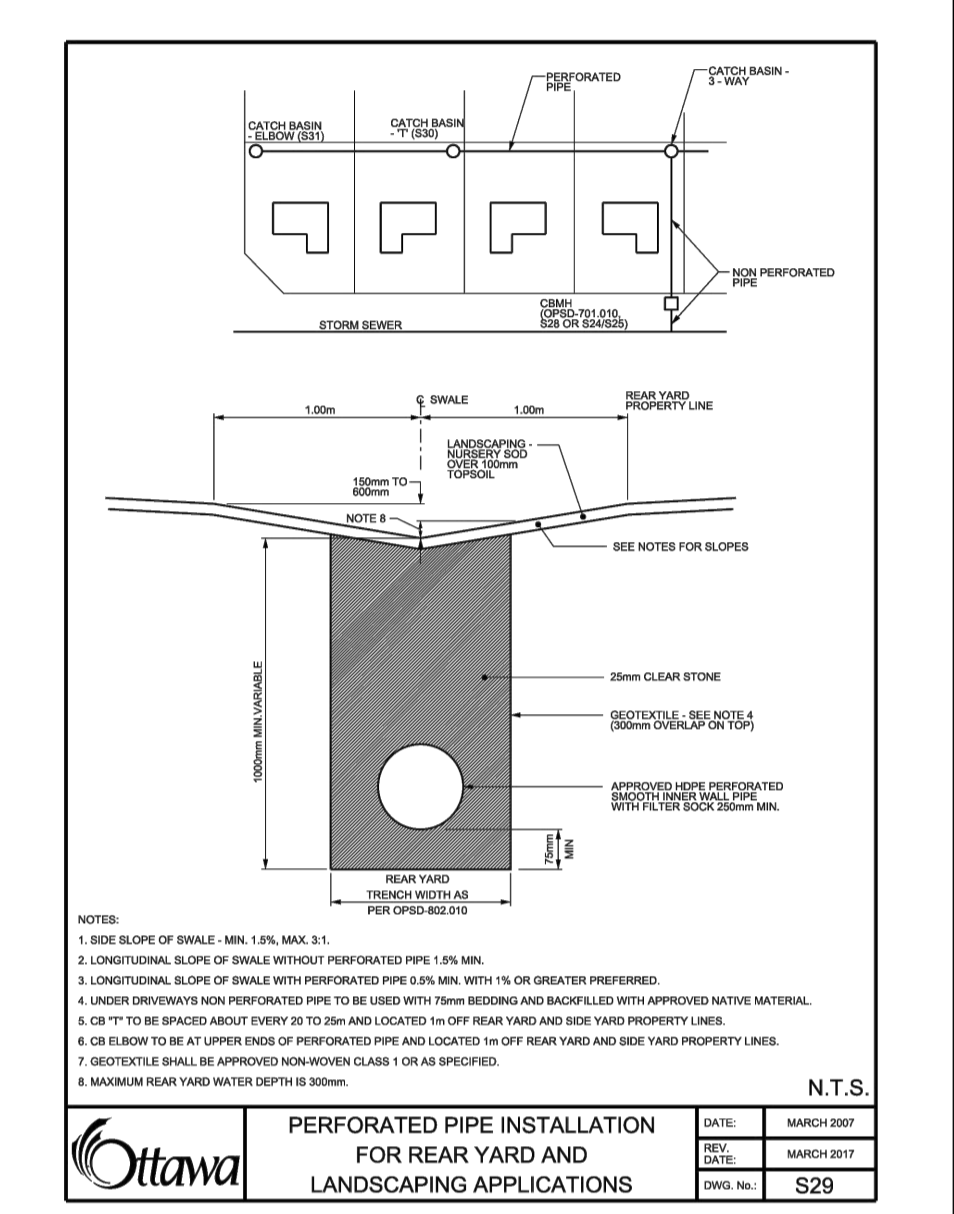 PERFORATED
PIPE
CATCH BASIN -
3 - WAY
CATCH BASIN
- ELBOW (S31)
CATCH BASIN
- 'T' (S30)
NON PERFORATED
PIPE
CBMH
(OPSD-701.010,
S28 OR S24/S25)
STORM SEWER
℄ SWALE
REAR YARD
PROPERTY LINE
1.00m
1.00m
LANDSCAPING -
NURSERY SOD
OVER 100mm
TOPSOIL
150mm TO
600mm
NOTE 8
SEE NOTES FOR SLOPES
1000mm MIN.VARIABLE
25mm CLEAR STONE
GEOTEXTILE - SEE NOTE 4
(300mm OVERLAP ON TOP)
APPROVED HDPE PERFORATED
SMOOTH INNER WALL PIPE
WITH FILTER SOCK 250mm MIN.
75mm
MIN
REAR YARD
TRENCH WIDTH AS
PER OPSD-802.010
NOTES:
1. SIDE SLOPE OF SWALE - MIN. 1.5%, MAX. 3:1.
2. LONGITUDINAL SLOPE OF SWALE WITHOUT PERFORATED PIPE 1.5% MIN.
3. LONGITUDINAL SLOPE OF SWALE WITH PERFORATED PIPE 0.5% MIN. WITH 1% OR GREATER PREFERRED.
4. UNDER DRIVEWAYS NON PERFORATED PIPE TO BE USED WITH 75mm BEDDING AND BACKFILLED WITH APPROVED NATIVE MATERIAL.
5. CB "T" TO BE SPACED ABOUT EVERY 20 TO 25m AND LOCATED 1m OFF REAR YARD AND SIDE YARD PROPERTY LINES.
6. CB ELBOW TO BE AT UPPER ENDS OF PERFORATED PIPE AND LOCATED 1m OFF REAR YARD AND SIDE YARD PROPERTY LINES.
7. GEOTEXTILE SHALL BE APPROVED NON-WOVEN CLASS 1 OR AS SPECIFIED.
8. MAXIMUM REAR YARD WATER DEPTH IS 300mm.
N.T.S.
Ottawa
PERFORATED PIPE INSTALLATION
FOR REAR YARD AND
LANDSCAPING APPLICATIONS
DATE: MARCH 2007
REV.
DATE: MARCH 2017
DWG. No.: S29